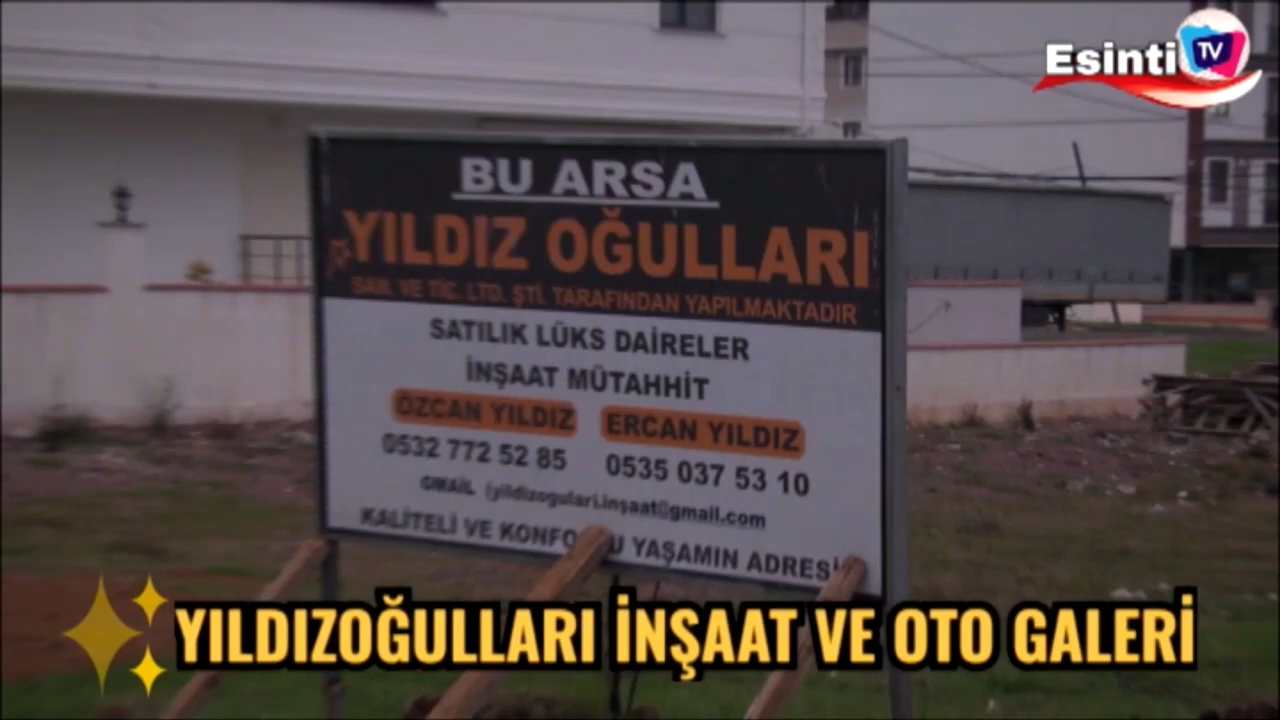 Esinti TV
BU ARSA
YILDIZ OĞULLARI
SAN. VE TİC. LTD. ŞTİ. TARAFINDAN YAPILMAKTADIR
SATILIK LÜKS DAİRELER
İNŞAAT MÜTAHHİT
ÖZCAN YILDIZ ERCAN YILDIZ
0532 772 52 85 0535 037 53 10
GMAİL (yildizogulari.inşaat@gmail.com
KALİTELİ VE YAŞAMIN ADRESİ
YILDIZOĞULLARI İNŞAAT VE OTO GALERİ